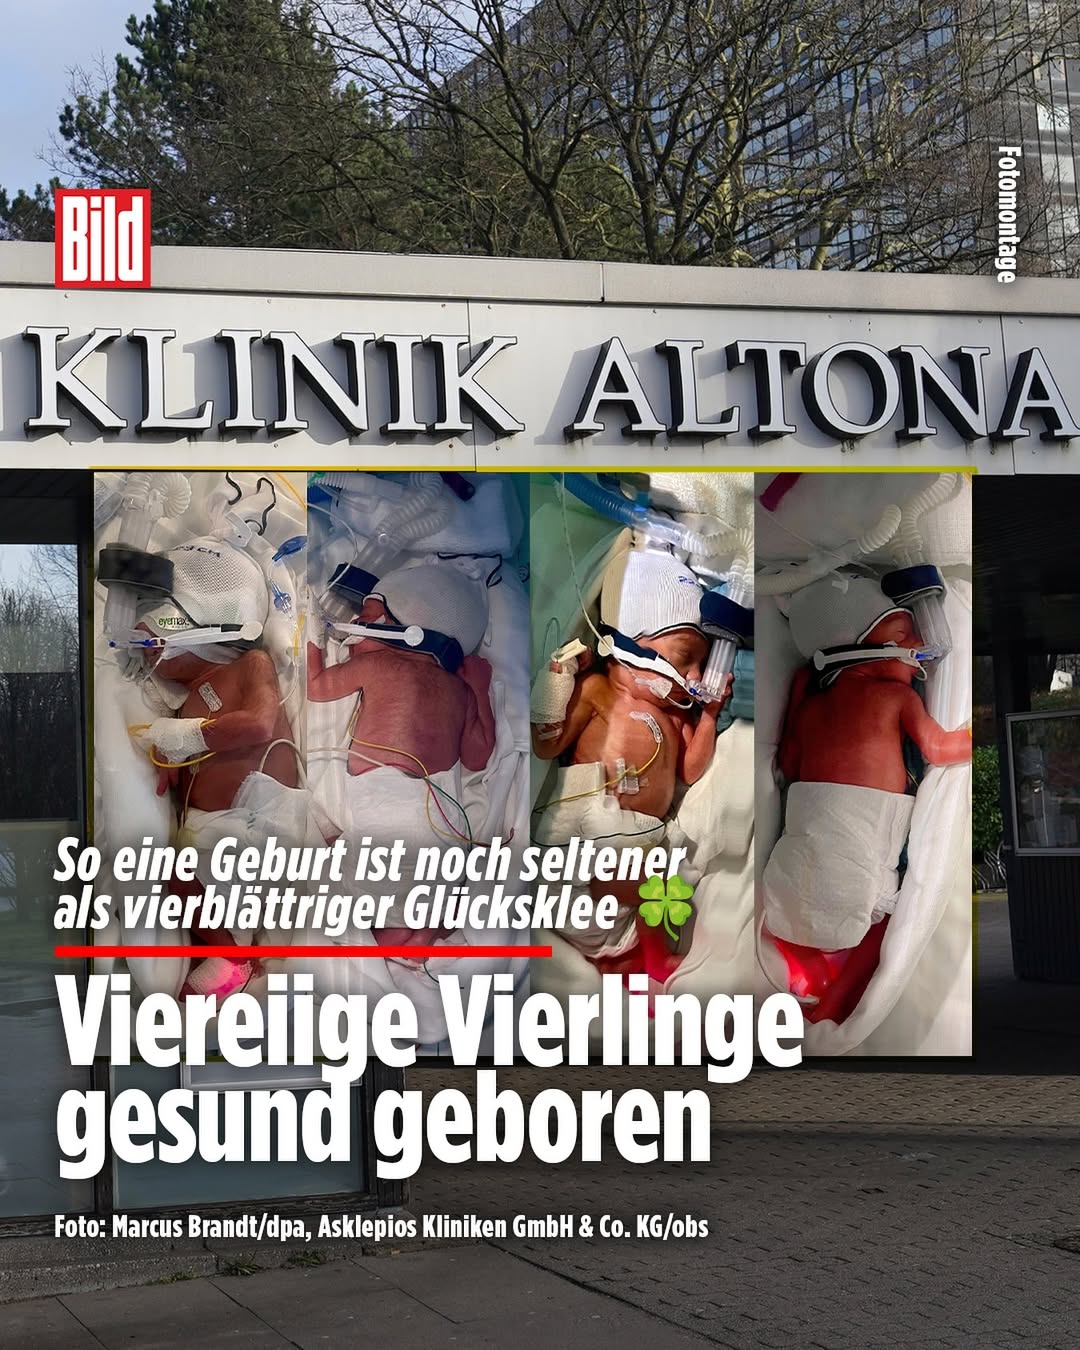 Fotomontage
Bild
KLINIK ALTONA
eyemax
So eine Geburt ist noch seltener
als vierblättriger Glücksklee 🍀
Viereiige Vierlinge
gesund geboren
Foto: Marcus Brandt/dpa, Asklepios Kliniken GmbH & Co. KG/obs